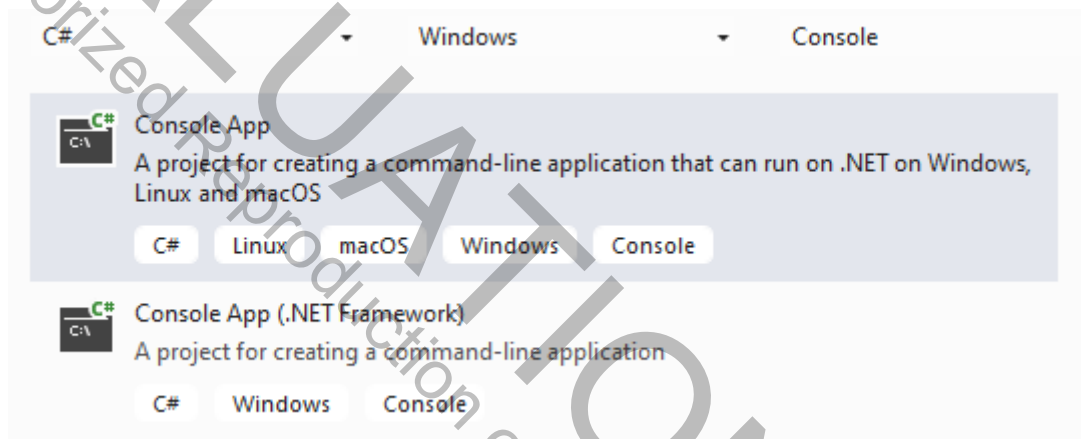 C# Windows Console
C#
C:\
Console App
A project for creating a command-line application that can run on .NET on Windows,
Linux and macOS
C# Linux macOS Windows Console
C#
C:\
Console App (.NET Framework)
A project for creating a command-line application
C# Windows Console
Reproduction